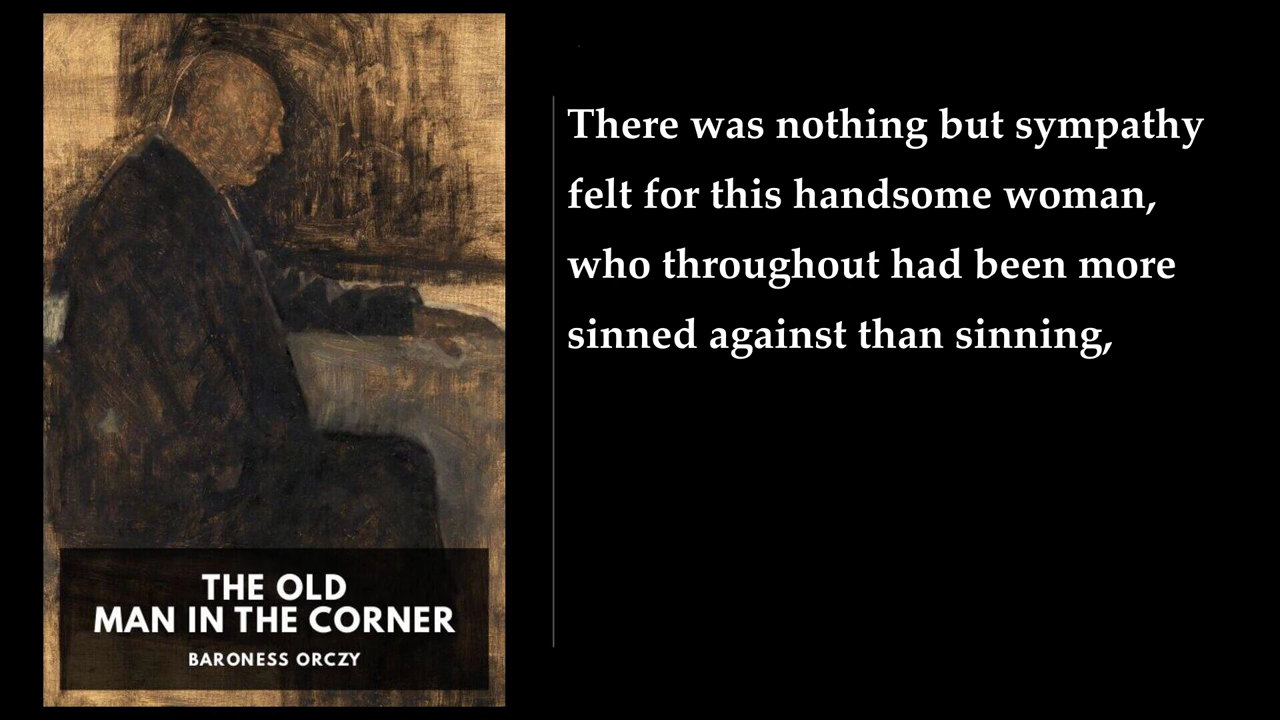 THE OLD
MAN IN THE CORNER
BARONESS ORCZY
There was nothing but sympathy
felt for this handsome woman,
who throughout had been more
sinned against than sinning,